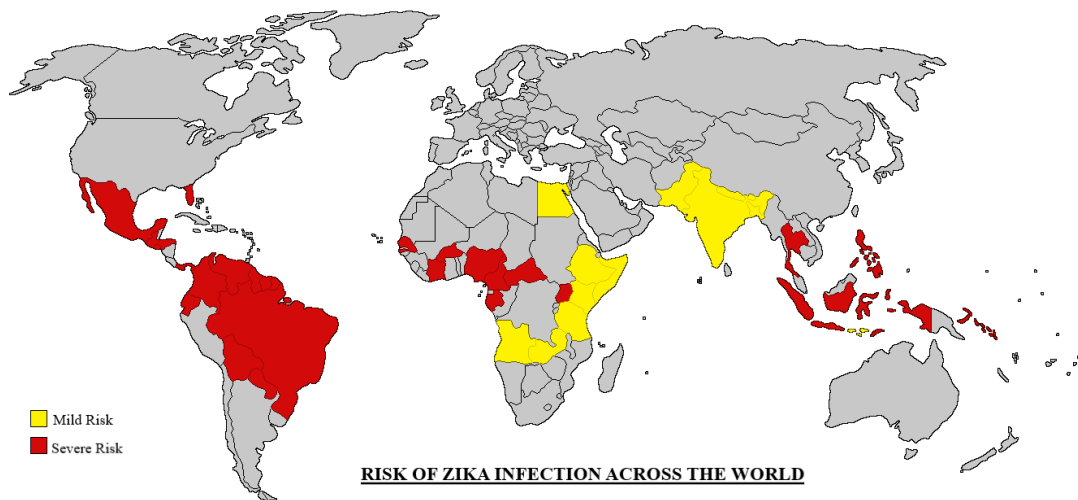 Mild Risk
Severe Risk
RISK OF ZIKA INFECTION ACROSS THE WORLD